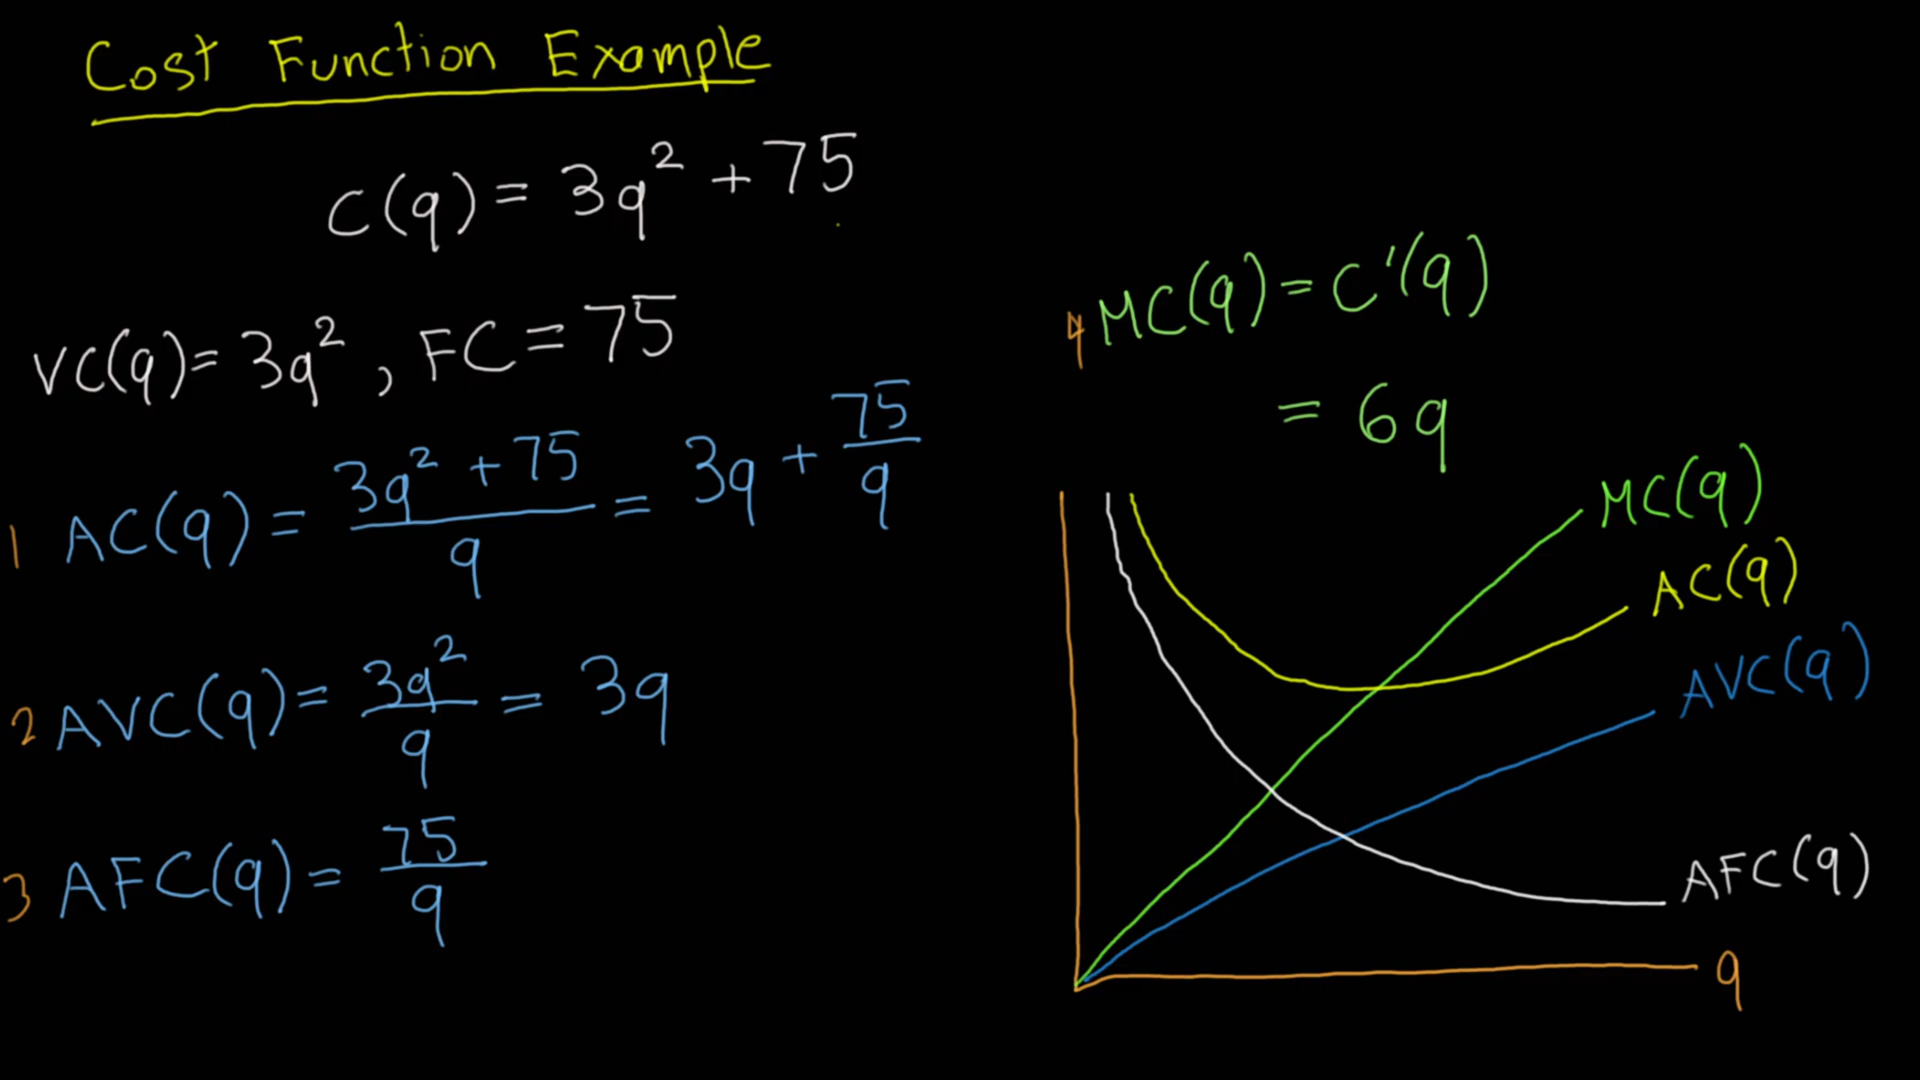 Cost Function Example
C(q) = 3q² + 75
VC(q) = 3q² , FC = 75
1 AC(q) = (3q² + 75)/q = 3q + 75/q
2 AVC(q) = 3q²/q = 3q
3 AFC(q) = 75/q
4 MC(q) = C'(q)
= 6q
MC(q)
AC(q)
AVC(q)
AFC(q)
q